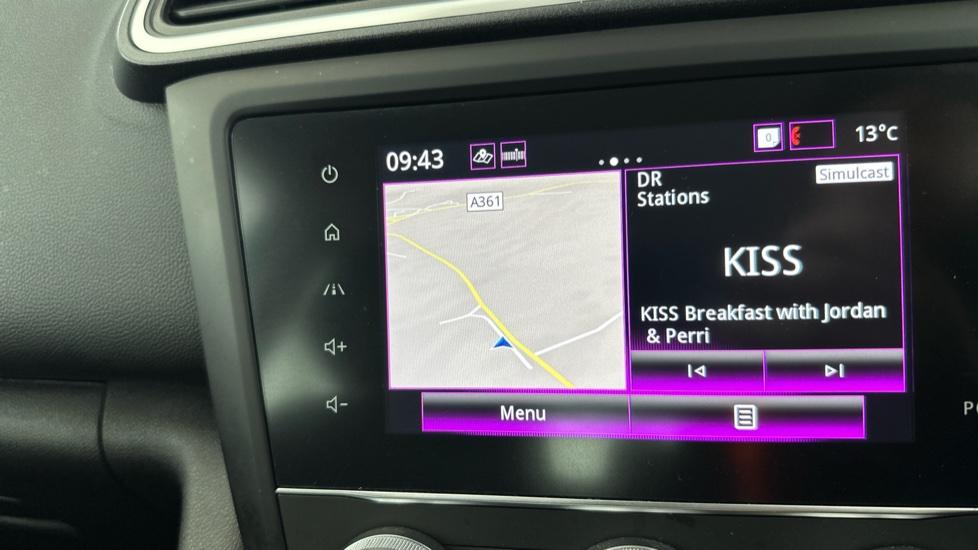 09:43
0
13°C
A361
DR
Simulcast
Stations
KISS
KISS Breakfast with Jordan
& Perri
Menu